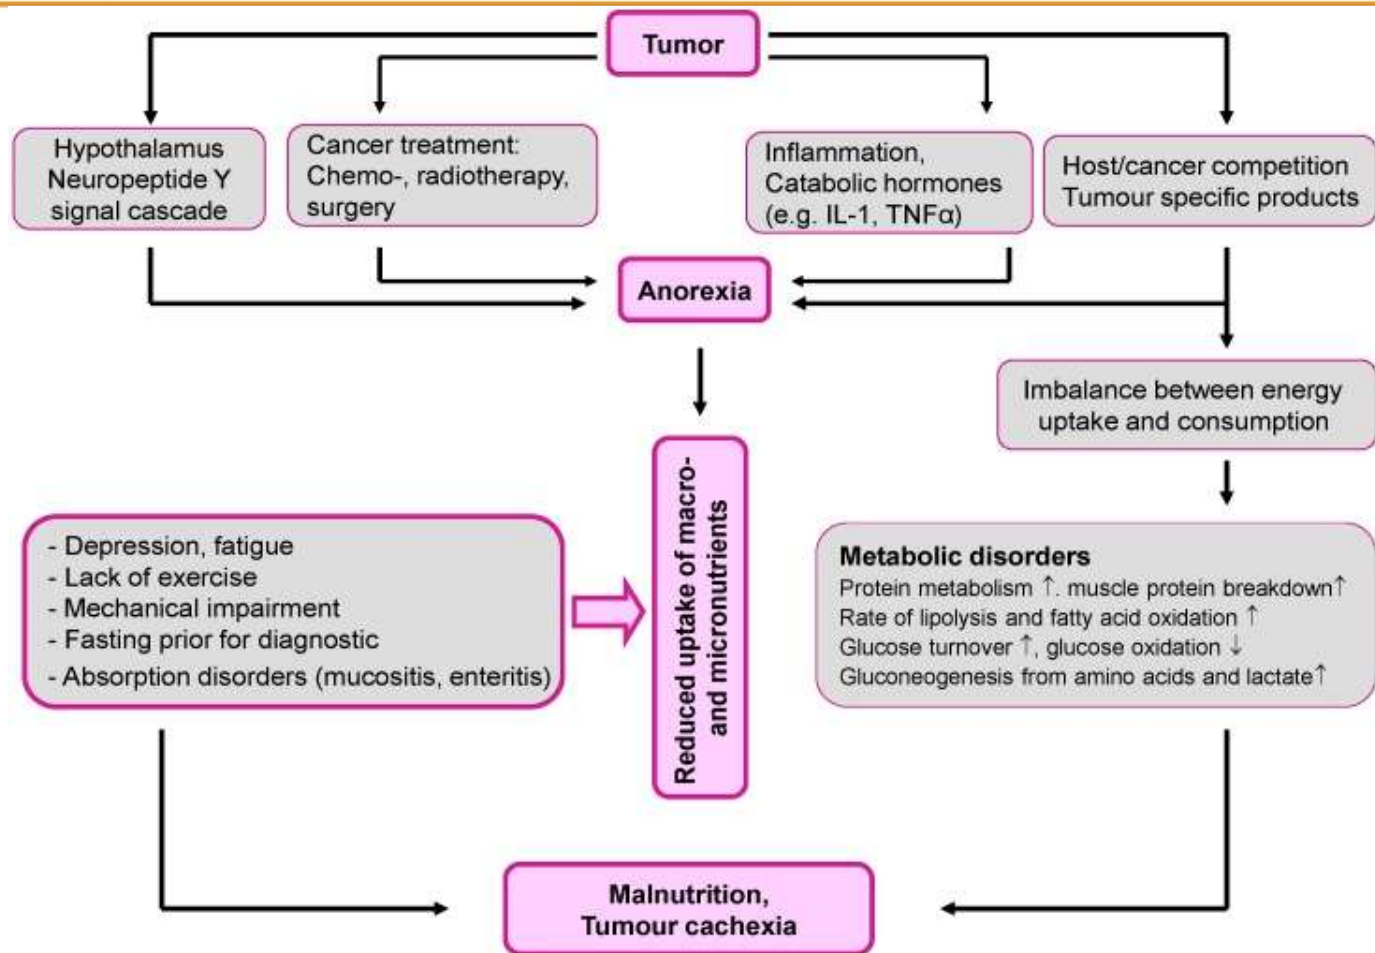 Tumor
Hypothalamus
Neuropeptide Y
signal cascade
Cancer treatment:
Chemo-, radiotherapy,
surgery
Inflammation,
Catabolic hormones
(e.g. IL-1, TNFα)
Host/cancer competition
Tumour specific products
Anorexia
Imbalance between energy
uptake and consumption
- Depression, fatigue
- Lack of exercise
- Mechanical impairment
- Fasting prior for diagnostic
- Absorption disorders (mucositis, enteritis)
Reduced uptake of macro-
and micronutrients
Metabolic disorders
Protein metabolism ↑. muscle protein breakdown↑
Rate of lipolysis and fatty acid oxidation ↑
Glucose turnover ↑, glucose oxidation ↓
Gluconeogenesis from amino acids and lactate↑
Malnutrition,
Tumour cachexia